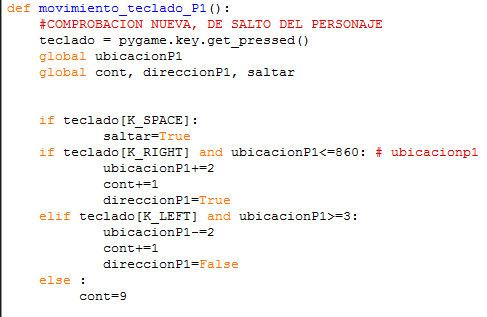 def movimiento_teclado_P1():
    #COMPROBACION NUEVA, DE SALTO DEL PERSONAJE
    teclado = pygame.key.get_pressed()
    global ubicacionP1
    global cont, direccionP1, saltar
    if teclado[K_SPACE]:
            saltar=True
    if teclado[K_RIGHT] and ubicacionP1<=860: # ubicacionp1
            ubicacionP1+=2
            cont+=1
            direccionP1=True
    elif teclado[K_LEFT] and ubicacionP1>=3:
            ubicacionP1-=2
            cont+=1
            direccionP1=False
    else :
         cont=9